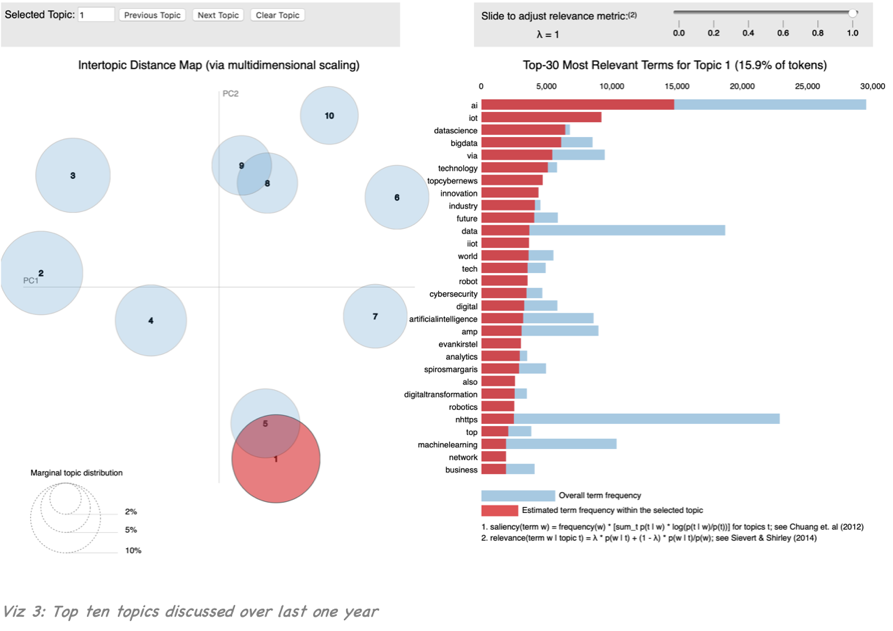 Selected Topic: 1 Previous Topic Next Topic Clear Topic
Slide to adjust relevance metric:(2)
λ = 1
0.0 0.2 0.4 0.6 0.8 1.0
Intertopic Distance Map (via multidimensional scaling)
PC2
PC1
10
9
8
3
6
2
4
7
5
1
Marginal topic distribution
2%
5%
10%
Top-30 Most Relevant Terms for Topic 1 (15.9% of tokens)
0 5,000 10,000 15,000 20,000 25,000 30,000
ai
iot
datascience
bigdata
via
technology
topcybernews
innovation
industry
future
data
iiot
world
tech
robot
cybersecurity
digital
artificialintelligence
amp
evankirstel
analytics
spirosmargaris
also
digitaltransformation
robotics
nhttps
top
machinelearning
network
business
Overall term frequency
Estimated term frequency within the selected topic
1. saliency(term w) = frequency(w) * [sum_t p(t | w) * log(p(t | w)/p(t))] for topics t; see Chuang et. al (2012)
2. relevance(term w | topic t) = λ * p(w | t) + (1 - λ) * p(w | t)/p(w); see Sievert & Shirley (2014)
Viz 3: Top ten topics discussed over last one year